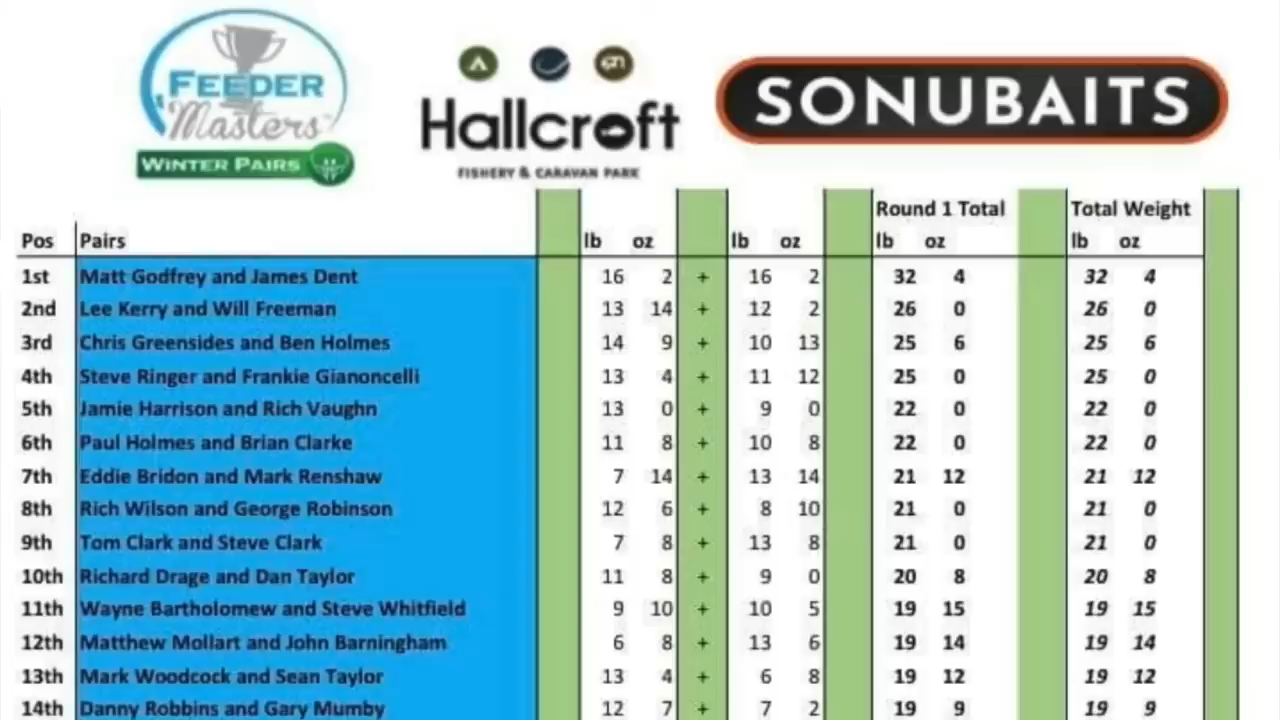 FEEDER
Masters
WINTER PAIRS
Hallcroft
FISHERY & CARAVAN PARK
SONUBAITS
Round 1 Total Total Weight
Pos Pairs lb oz lb oz lb oz lb oz
1st Matt Godfrey and James Dent 16 2 + 16 2 32 4 32 4
2nd Lee Kerry and Will Freeman 13 14 + 12 2 26 0 26 0
3rd Chris Greensides and Ben Holmes 14 9 + 10 13 25 6 25 6
4th Steve Ringer and Frankie Gianoncelli 13 4 + 11 12 25 0 25 0
5th Jamie Harrison and Rich Vaughn 13 0 + 9 0 22 0 22 0
6th Paul Holmes and Brian Clarke 11 8 + 10 8 22 0 22 0
7th Eddie Bridon and Mark Renshaw 7 14 + 13 14 21 12 21 12
8th Rich Wilson and George Robinson 12 6 + 8 10 21 0 21 0
9th Tom Clark and Steve Clark 7 8 + 13 8 21 0 21 0
10th Richard Drage and Dan Taylor 11 8 + 9 0 20 8 20 8
11th Wayne Bartholomew and Steve Whitfield 9 10 + 10 5 19 15 19 15
12th Matthew Mollart and John Barningham 6 8 + 13 6 19 14 19 14
13th Mark Woodcock and Sean Taylor 13 4 + 6 8 19 12 19 12
14th Danny Robbins and Gary Mumby 12 7 + 7 2 19 9 19 9